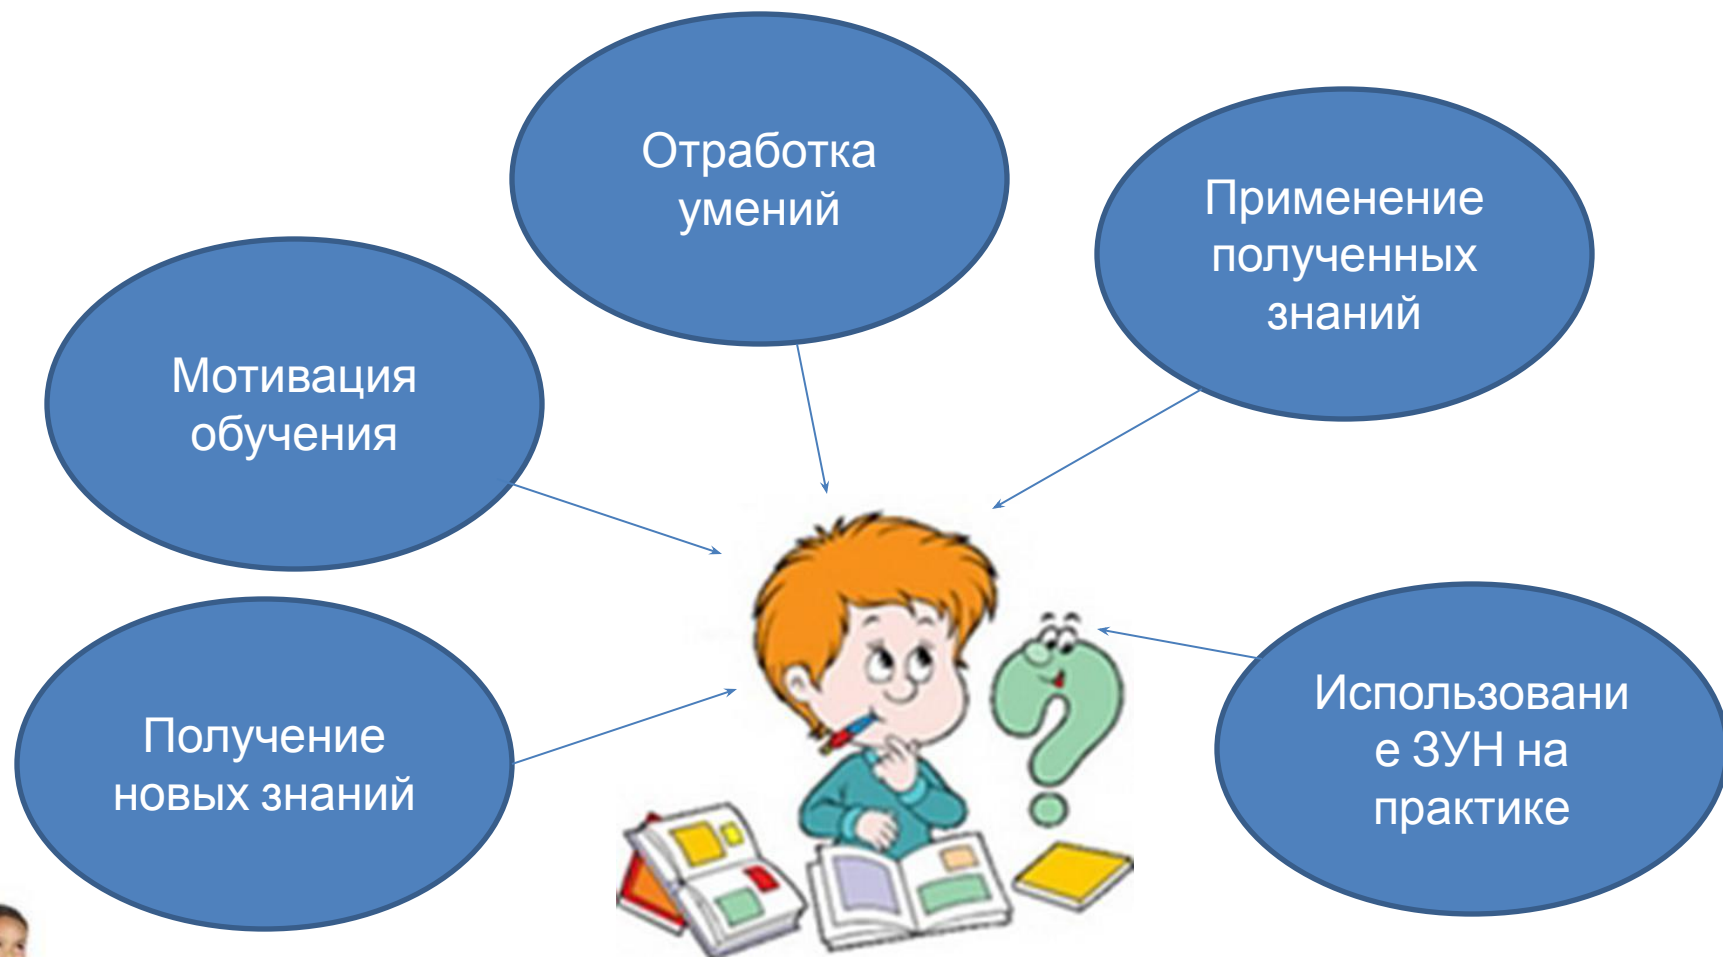 Отработка
умений
Применение
полученных
знаний
Мотивация
обучения
Получение
новых знаний
Использовани
е ЗУН на
практике